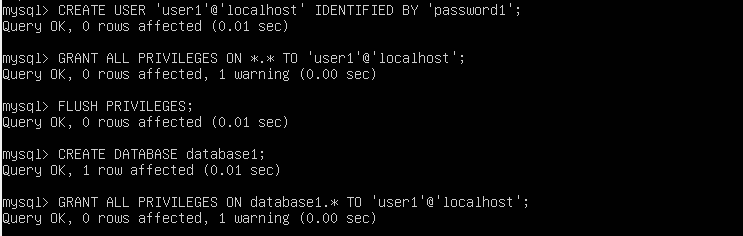 mysql> CREATE USER 'user1'@'localhost' IDENTIFIED BY 'password1';
Query OK, 0 rows affected (0.01 sec)
mysql> GRANT ALL PRIVILEGES ON *.* TO 'user1'@'localhost';
Query OK, 0 rows affected, 1 warning (0.00 sec)
mysql> FLUSH PRIVILEGES;
Query OK, 0 rows affected (0.01 sec)
mysql> CREATE DATABASE database1;
Query OK, 1 row affected (0.01 sec)
mysql> GRANT ALL PRIVILEGES ON database1.* TO 'user1'@'localhost';
Query OK, 0 rows affected, 1 warning (0.00 sec)